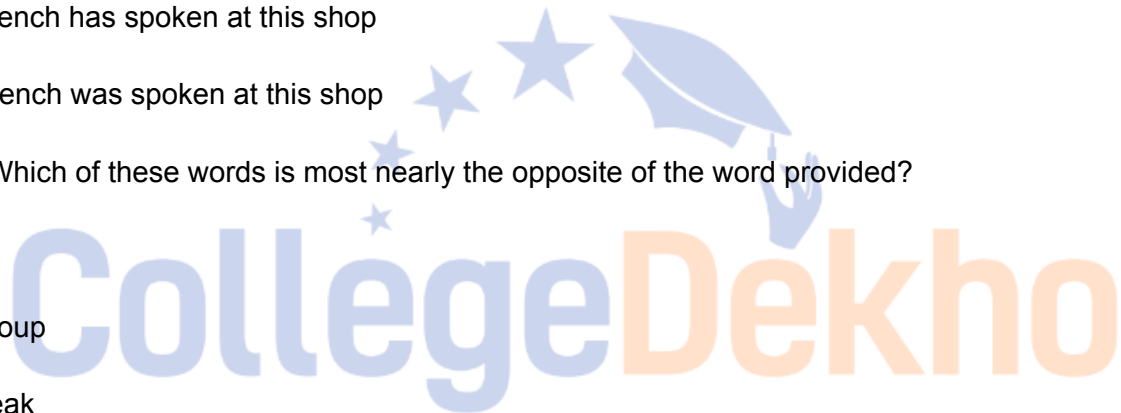 ench has spoken at this shop
ench was spoken at this shop
Which of these words is most nearly the opposite of the word provided?
CollegeDekho
oup
eak